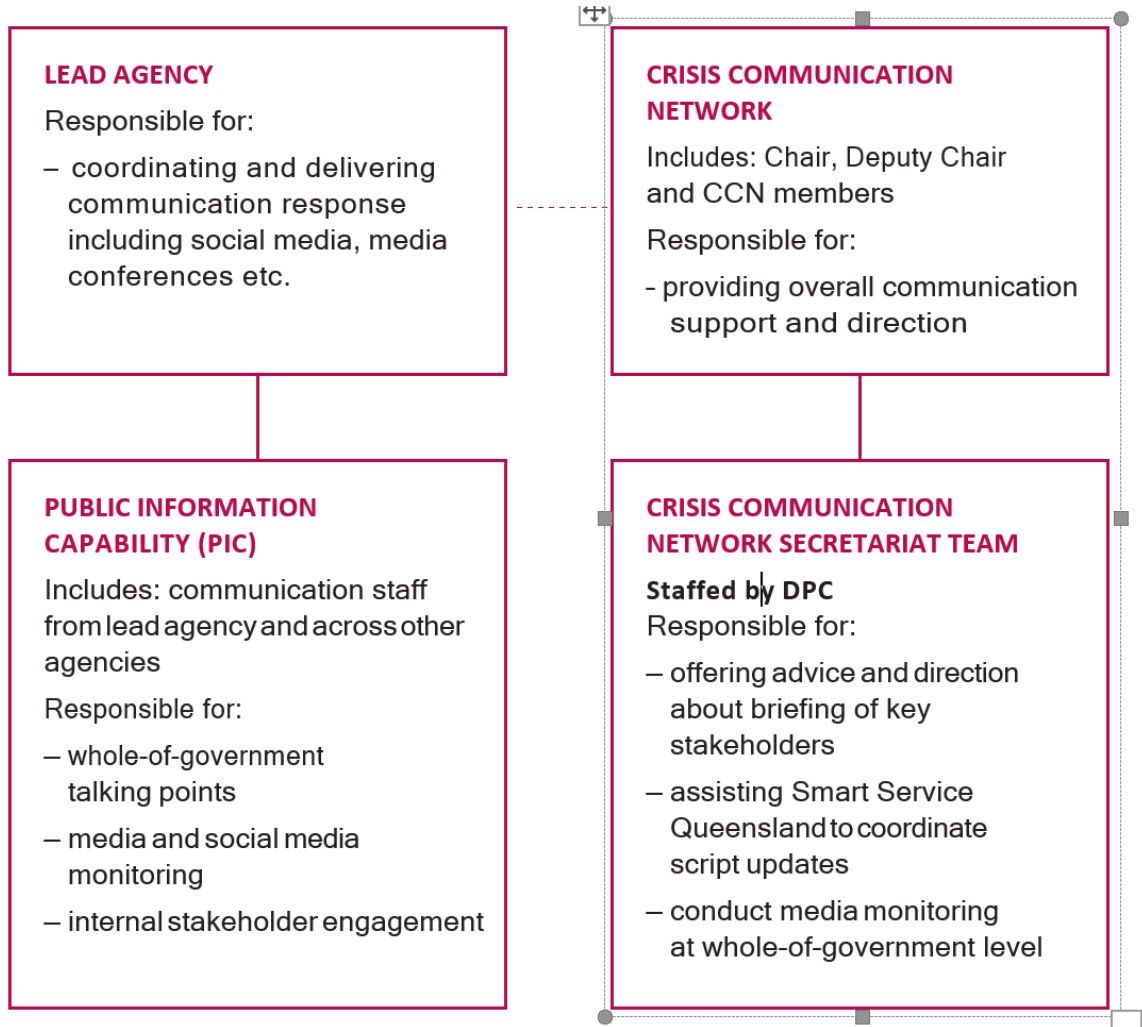 LEAD AGENCY
Responsible for:
– coordinating and delivering
communication response
including social media, media
conferences etc.
CRISIS COMMUNICATION
NETWORK
Includes: Chair, Deputy Chair
and CCN members
Responsible for:
- providing overall communication
support and direction
PUBLIC INFORMATION
CAPABILITY (PIC)
Includes: communication staff
from lead agency and across other
agencies
Responsible for:
– whole-of-government
talking points
– media and social media
monitoring
– internal stakeholder engagement
CRISIS COMMUNICATION
NETWORK SECRETARIAT TEAM
Staffed by DPC
Responsible for:
– offering advice and direction
about briefing of key
stakeholders
– assisting Smart Service
Queensland to coordinate
script updates
– conduct media monitoring
at whole-of-government level